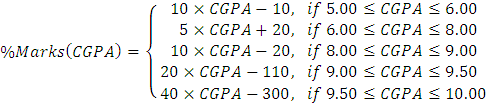 10 × CGPA − 10, if 5.00 ≤ CGPA ≤ 6.00
5 × CGPA + 20, if 6.00 ≤ CGPA ≤ 8.00
%Marks(CGPA) = { 10 × CGPA − 20, if 8.00 ≤ CGPA ≤ 9.00
20 × CGPA − 110, if 9.00 ≤ CGPA ≤ 9.50
40 × CGPA − 300, if 9.50 ≤ CGPA ≤ 10.00